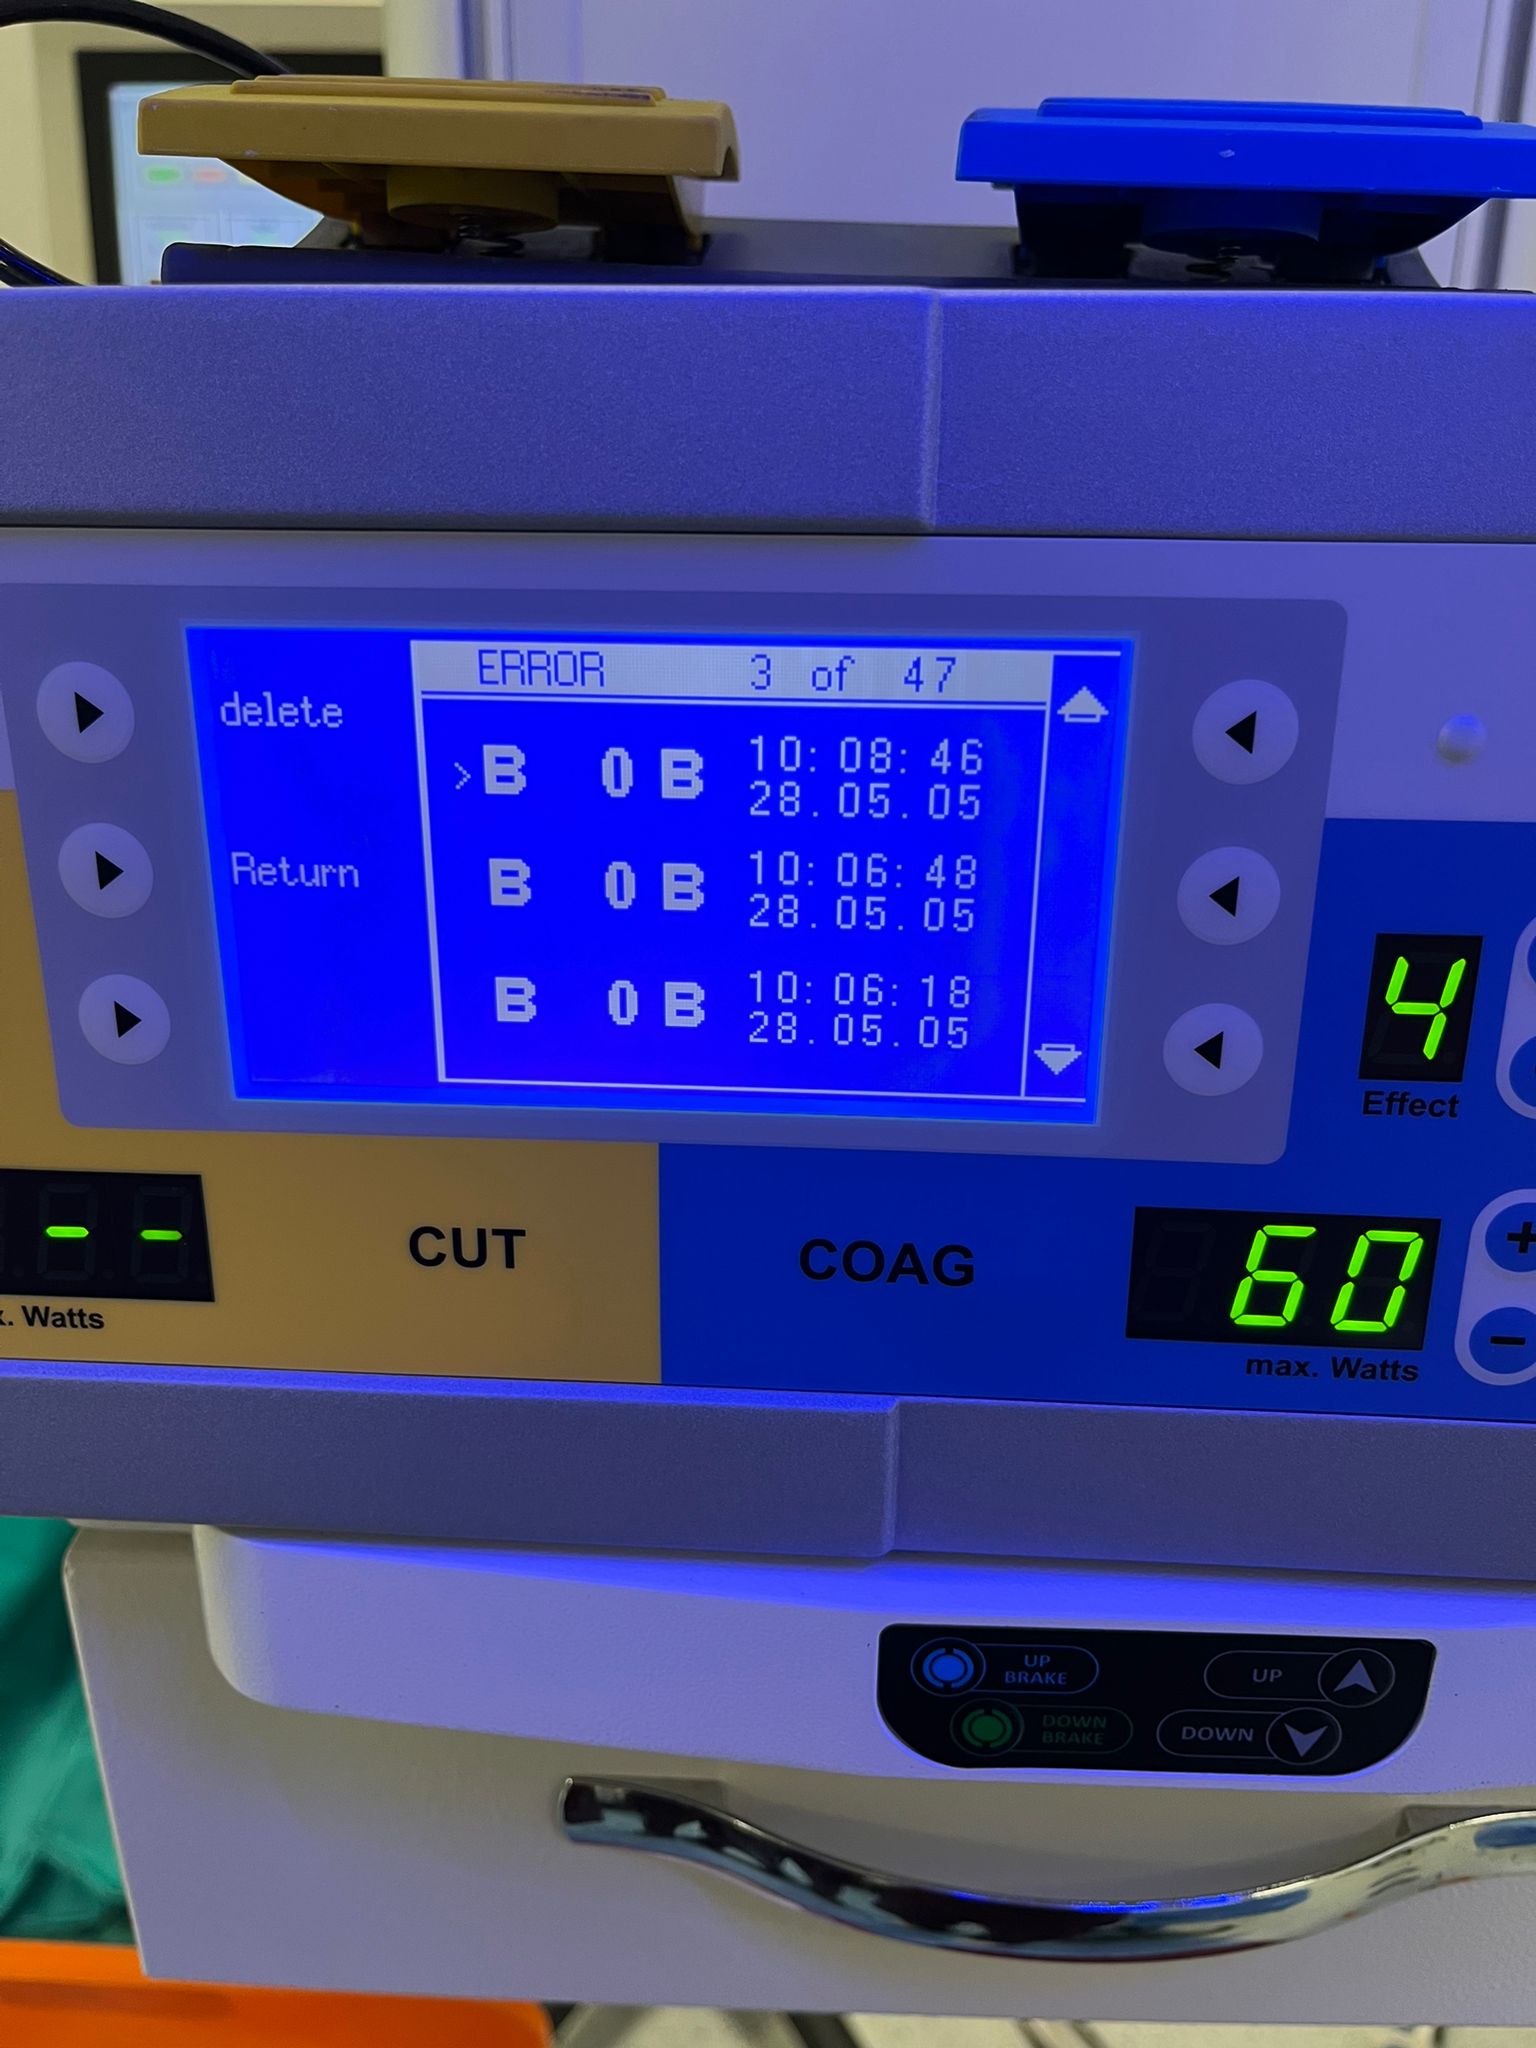 ERROR 3 of 47
delete
>B 0B 10:08:46
28.05.05
Return
B 0B 10:06:48
28.05.05
B 0B 10:06:18
28.05.05
4
Effect
- -
CUT
COAG
60
+
-
. Watts
max. Watts
UP
BRAKE
UP
DOWN
BRAKE
DOWN